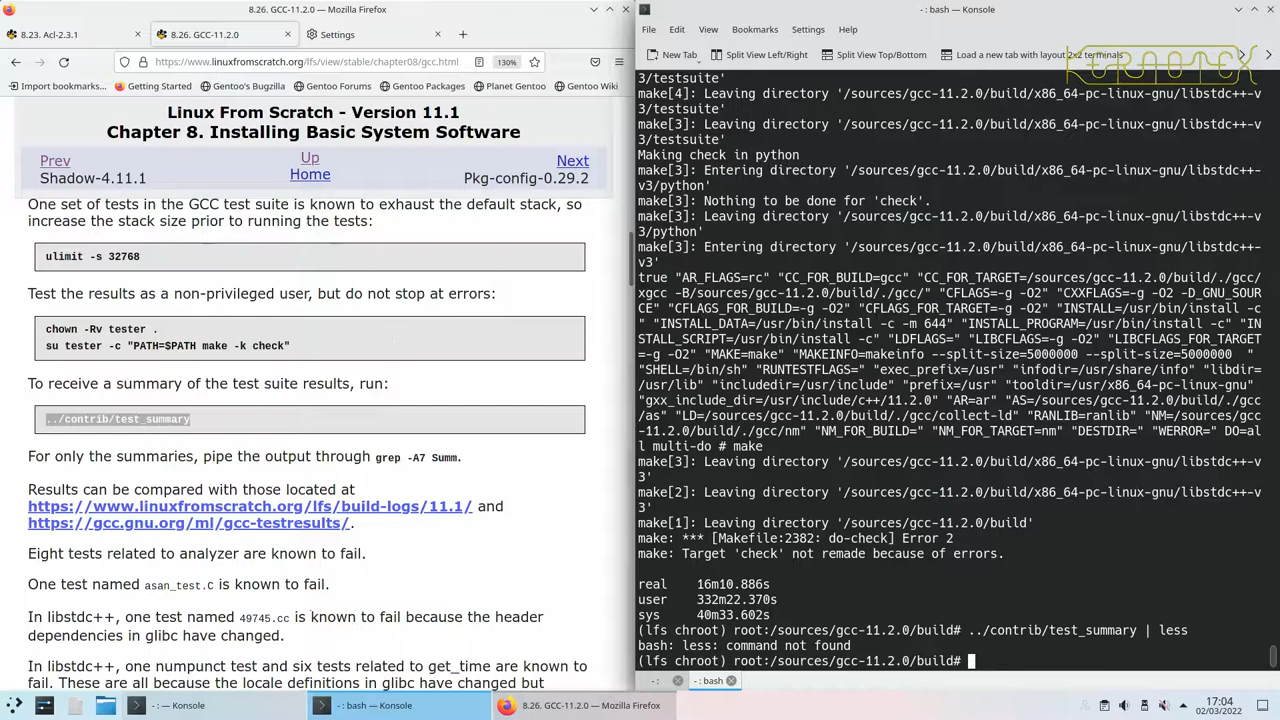 8.26. GCC-11.2.0 — Mozilla Firefox
8.23. Acl-2.3.1
8.26. GCC-11.2.0
Settings
https://www.linuxfromscratch.org/lfs/view/stable/chapter08/gcc.html
130%
Import bookmarks...
Getting Started
Gentoo's Bugzilla
Gentoo Forums
Gentoo Packages
Planet Gentoo
Gentoo Wiki
Linux From Scratch - Version 11.1
Chapter 8. Installing Basic System Software
Prev
Up
Next
Shadow-4.11.1
Home
Pkg-config-0.29.2
One set of tests in the GCC test suite is known to exhaust the default stack, so
increase the stack size prior to running the tests:
ulimit -s 32768
Test the results as a non-privileged user, but do not stop at errors:
chown -Rv tester .
su tester -c "PATH=$PATH make -k check"
To receive a summary of the test suite results, run:
../contrib/test_summary
For only the summaries, pipe the output through grep -A7 Summ.
Results can be compared with those located at
https://www.linuxfromscratch.org/lfs/build-logs/11.1/ and
https://gcc.gnu.org/ml/gcc-testresults/.
Eight tests related to analyzer are known to fail.
One test named asan_test.C is known to fail.
In libstdc++, one test named 49745.cc is known to fail because the header
dependencies in glibc have changed.
In libstdc++, one numpunct test and six tests related to get_time are known to
fail. These are all because the locale definitions in glibc have changed but
- : bash — Konsole
File Edit View Bookmarks Gentoo Settings Help
New Tab
Split View Left/Right
Split View Top/Bottom
Load a new tab with layout 2x2 terminals
KERNOTEX
3/testsuite'
make[4]: Leaving directory '/sources/gcc-11.2.0/build/x86_64-pc-linux-gnu/libstdc++-v
3/testsuite'
make[3]: Leaving directory '/sources/gcc-11.2.0/build/x86_64-pc-linux-gnu/libstdc++-v
3/testsuite'
Making check in python
make[3]: Entering directory '/sources/gcc-11.2.0/build/x86_64-pc-linux-gnu/libstdc++-
v3/python'
make[3]: Nothing to be done for 'check'.
make[3]: Leaving directory '/sources/gcc-11.2.0/build/x86_64-pc-linux-gnu/libstdc++-v
3/python'
make[3]: Entering directory '/sources/gcc-11.2.0/build/x86_64-pc-linux-gnu/libstdc++-
v3'
true "AR_FLAGS=rc" "CC_FOR_BUILD=gcc" "CC_FOR_TARGET=/sources/gcc-11.2.0/build/./gcc/
xgcc -B/sources/gcc-11.2.0/build/./gcc/" "CFLAGS=-g -O2" "CXXFLAGS=-g -O2 -D_GNU_SOUR
CE" "CFLAGS_FOR_BUILD=-g -O2" "CFLAGS_FOR_TARGET=-g -O2" "INSTALL=/usr/bin/install -c
" "INSTALL_DATA=/usr/bin/install -c -m 644" "INSTALL_PROGRAM=/usr/bin/install -c" "IN
STALL_SCRIPT=/usr/bin/install -c" "LDFLAGS=" "LIBCFLAGS=-g -O2" "LIBCFLAGS_FOR_TARGET
=-g -O2" "MAKE=make" "MAKEINFO=makeinfo --split-size=5000000 --split-size=5000000  "
"SHELL=/bin/sh" "RUNTESTFLAGS=" "exec_prefix=/usr" "infodir=/usr/share/info" "libdir=
/usr/lib" "includedir=/usr/include" "prefix=/usr" "tooldir=/usr/x86_64-pc-linux-gnu"
"gxx_include_dir=/usr/include/c++/11.2.0" "AR=ar" "AS=/sources/gcc-11.2.0/build/./gcc
/as" "LD=/sources/gcc-11.2.0/build/./gcc/collect-ld" "RANLIB=ranlib" "NM=/sources/gcc
-11.2.0/build/./gcc/nm" "NM_FOR_BUILD=" "NM_FOR_TARGET=nm" "DESTDIR=" "WERROR=" DO=al
l multi-do # make
make[3]: Leaving directory '/sources/gcc-11.2.0/build/x86_64-pc-linux-gnu/libstdc++-v
3'
make[2]: Leaving directory '/sources/gcc-11.2.0/build/x86_64-pc-linux-gnu/libstdc++-v
3'
make[1]: Leaving directory '/sources/gcc-11.2.0/build'
make: *** [Makefile:2382: do-check] Error 2
make: Target 'check' not remade because of errors.
real 16m10.886s
user 332m22.370s
sys 40m33.602s
(lfs chroot) root:/sources/gcc-11.2.0/build# ../contrib/test_summary | less
bash: less: command not found
(lfs chroot) root:/sources/gcc-11.2.0/build#
- :
- : bash
- : — Konsole
- : bash — Konsole
8.26. GCC-11.2.0 — Mozilla Firefox
17:04
02/03/2022